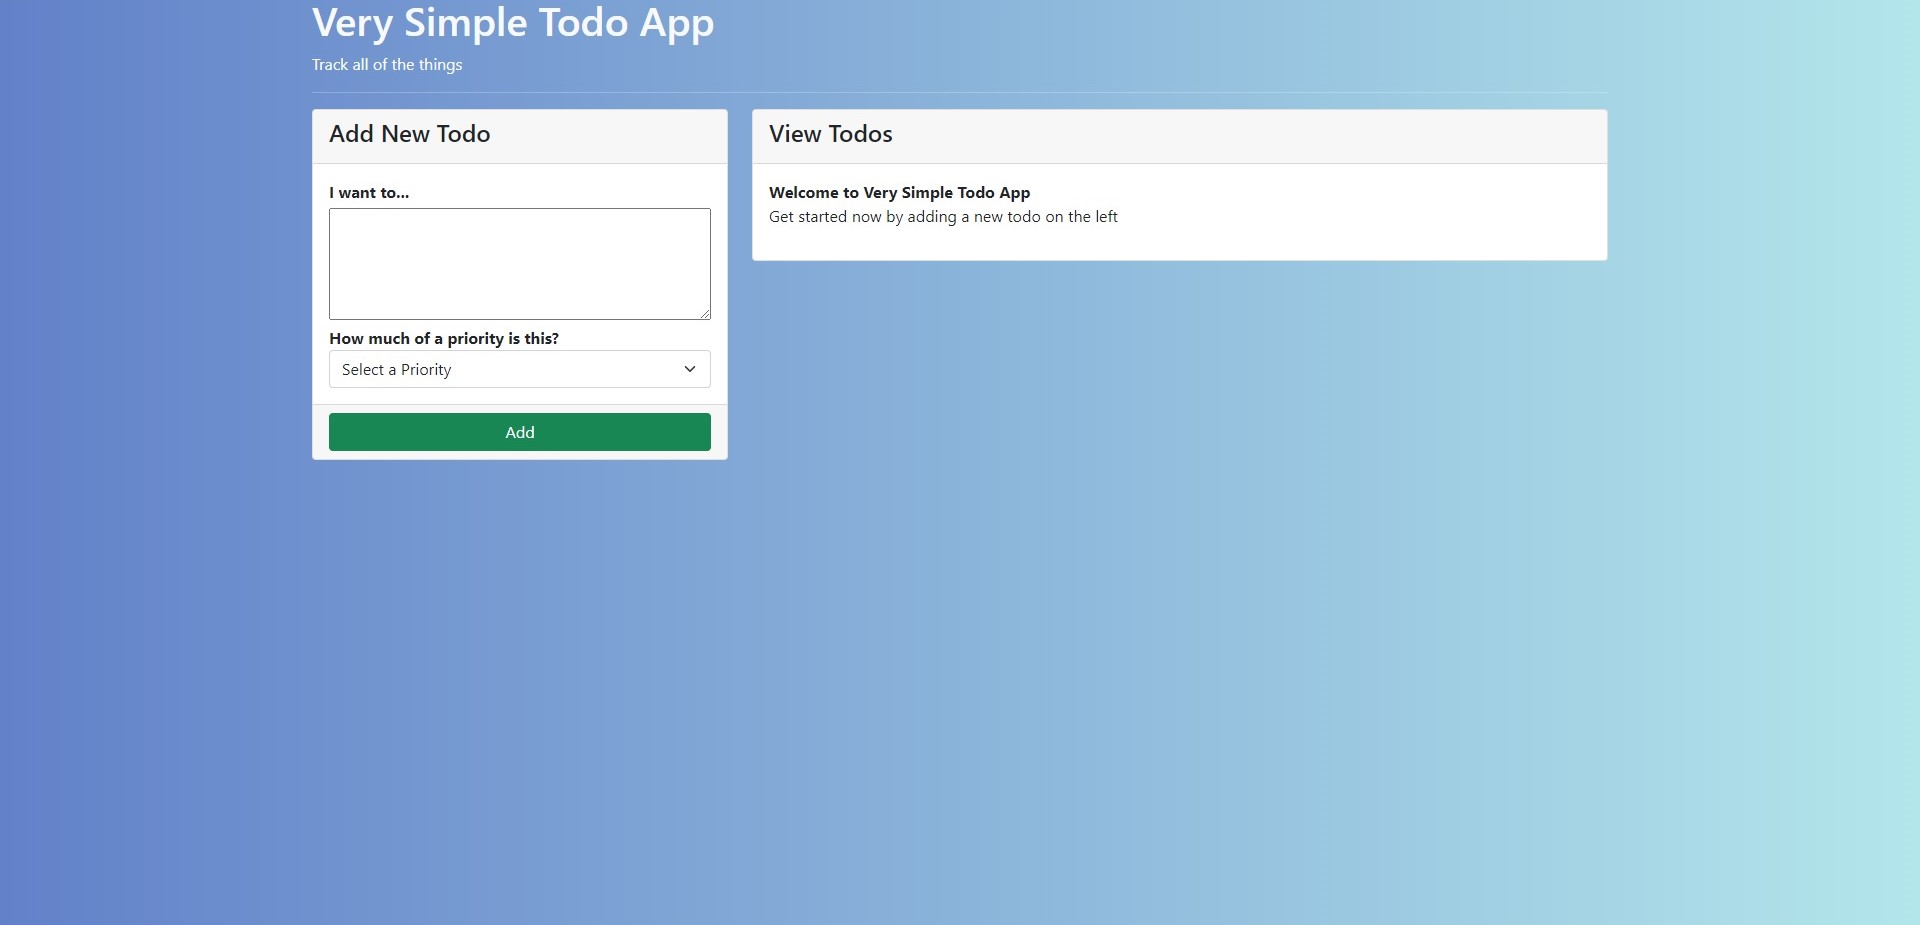 Very Simple Todo App
Track all of the things
Add New Todo
I want to...
How much of a priority is this?
Select a Priority
Add
View Todos
Welcome to Very Simple Todo App
Get started now by adding a new todo on the left